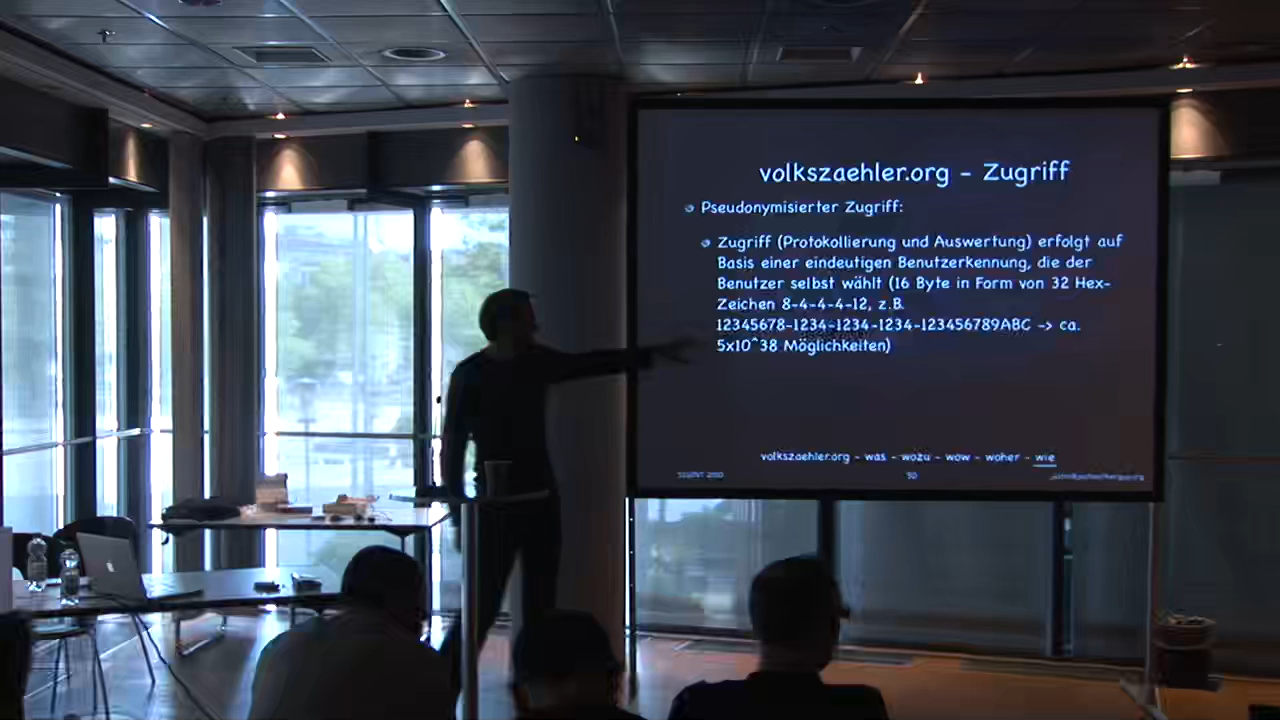 volkszaehler.org - Zugriff
Pseudonymisierter Zugriff:
Zugriff (Protokollierung und Auswertung) erfolgt auf
Basis einer eindeutigen Benutzerkennung, die der
Benutzer selbst wählt (16 Byte in Form von 32 Hex-
Zeichen 8-4-4-4-12, z.B.
12345678-1234-1234-1234-123456789ABC -> ca.
5x10^38 Möglichkeiten)
volkszaehler.org - was - wozu - wow - woher - wie
50